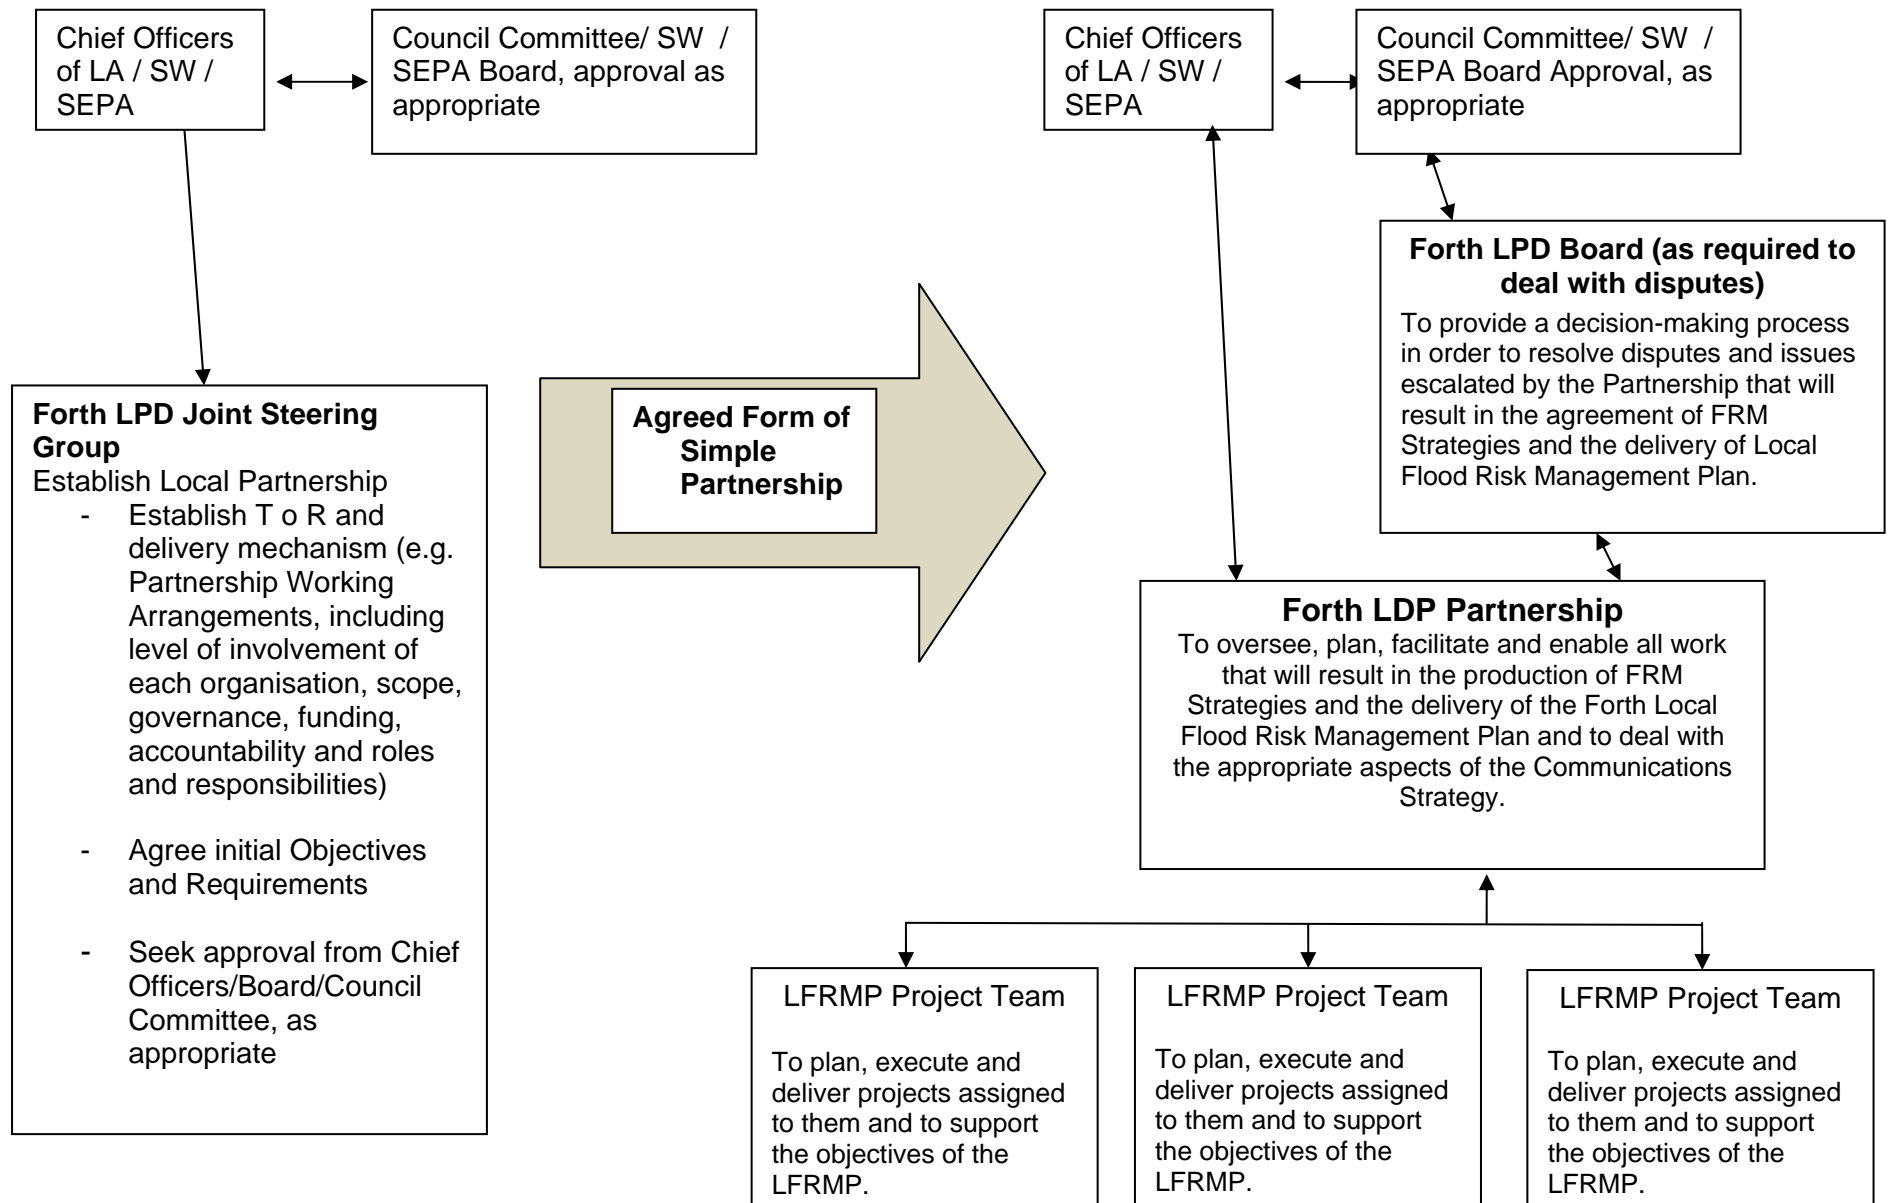 Chief Officers
of LA / SW /
SEPA
Council Committee/ SW /
SEPA Board, approval as
appropriate
Forth LPD Joint Steering
Group
Establish Local Partnership
- Establish T o R and
delivery mechanism (e.g.
Partnership Working
Arrangements, including
level of involvement of
each organisation, scope,
governance, funding,
accountability and roles
and responsibilities)
- Agree initial Objectives
and Requirements
- Seek approval from Chief
Officers/Board/Council
Committee, as
appropriate
Agreed Form of
Simple
Partnership
Chief Officers
of LA / SW /
SEPA
Council Committee/ SW /
SEPA Board Approval, as
appropriate
Forth LPD Board (as required to
deal with disputes)
To provide a decision-making process
in order to resolve disputes and issues
escalated by the Partnership that will
result in the agreement of FRM
Strategies and the delivery of Local
Flood Risk Management Plan.
Forth LDP Partnership
To oversee, plan, facilitate and enable all work
that will result in the production of FRM
Strategies and the delivery of the Forth Local
Flood Risk Management Plan and to deal with
the appropriate aspects of the Communications
Strategy.
LFRMP Project Team
To plan, execute and
deliver projects assigned
to them and to support
the objectives of the
LFRMP.
LFRMP Project Team
To plan, execute and
deliver projects assigned
to them and to support
the objectives of the
LFRMP.
LFRMP Project Team
To plan, execute and
deliver projects assigned
to them and to support
the objectives of the
LFRMP.